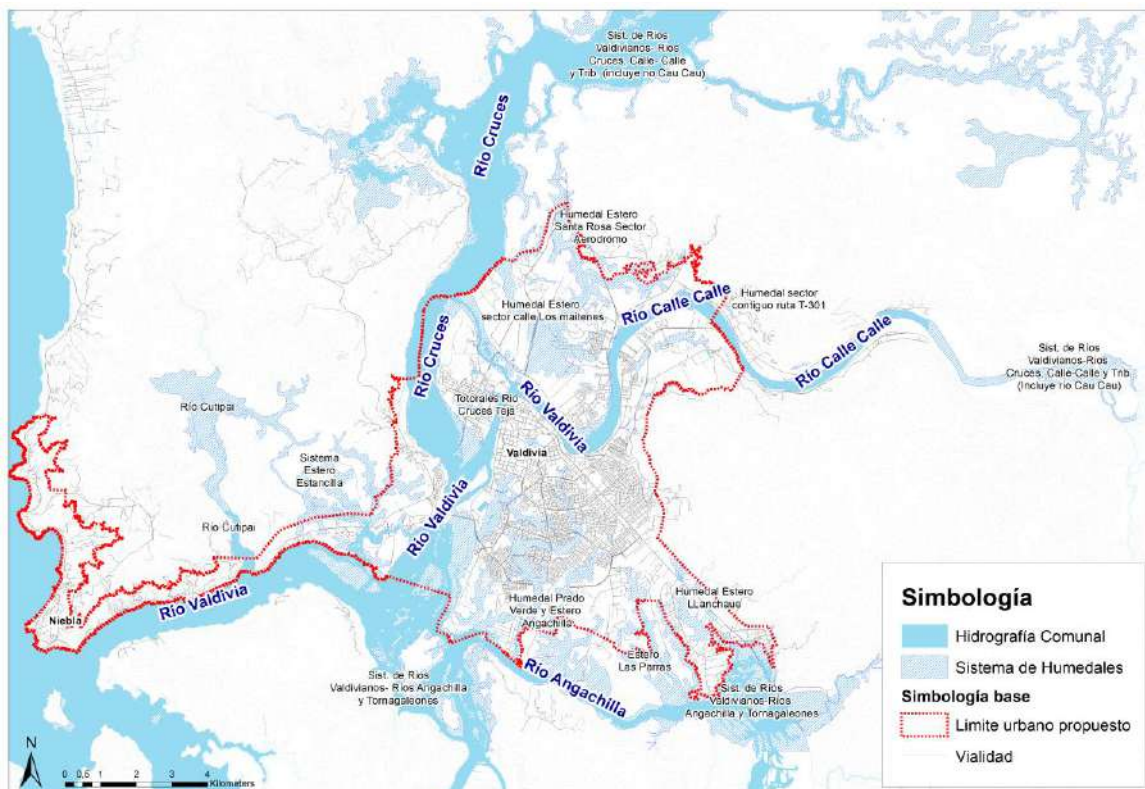 Sist. de Ríos
Valdivianos- Ríos
Cruces, Calle- Calle
y Trib. (incluye río Cau Cau)
Río Cruces
Humedal Estero
Santa Rosa Sector
Aerodrómo
Humedal Estero
sector calle Los maitenes
Río Calle Calle
Humedal sector
contiguo ruta T-301
Río Calle Calle
Sist. de Ríos
Valdivianos-Ríos
Cruces, Calle-Calle y Trib
(Incluye río Cau Cau)
Río Cruces
Totorales Río
Cruces Teja
Río Valdivia
Valdivia
Río Cutipai
Sistema
Estero
Estancilla
Río Valdivia
Río Cutipai
Río Valdivia
Niebla
Humedal Prado
Verde y Estero
Angachilla
Humedal Estero
LLanchaue
Estero
Las Parras
Río Angachilla
Sist. de Ríos
Valdivianos- Ríos Angachilla
y Tornagaleones
Sist. de Ríos
Valdivianos-Ríos
Angachilla y Tornagaleones
Simbología
Hidrografía Comunal
Sistema de Humedales
Simbología base
Limite urbano propuesto
Vialidad
N
0 0,5 1 2 3 4
Kilometers